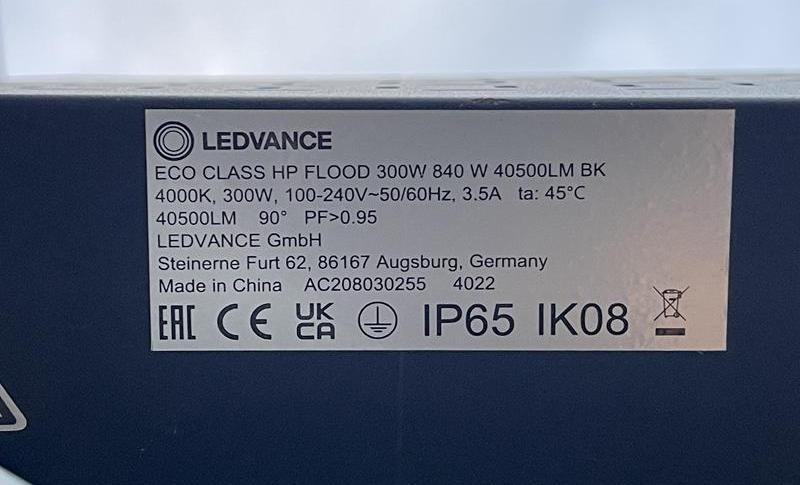 LEDVANCE
ECO CLASS HP FLOOD 300W 840 W 40500LM BK
4000K, 300W, 100-240V~50/60Hz, 3.5A ta: 45°C
40500LM 90° PF>0.95
LEDVANCE GmbH
Steinerne Furt 62, 86167 Augsburg, Germany
Made in China AC208030255 4022
EAC CE UK CA IP65 IK08